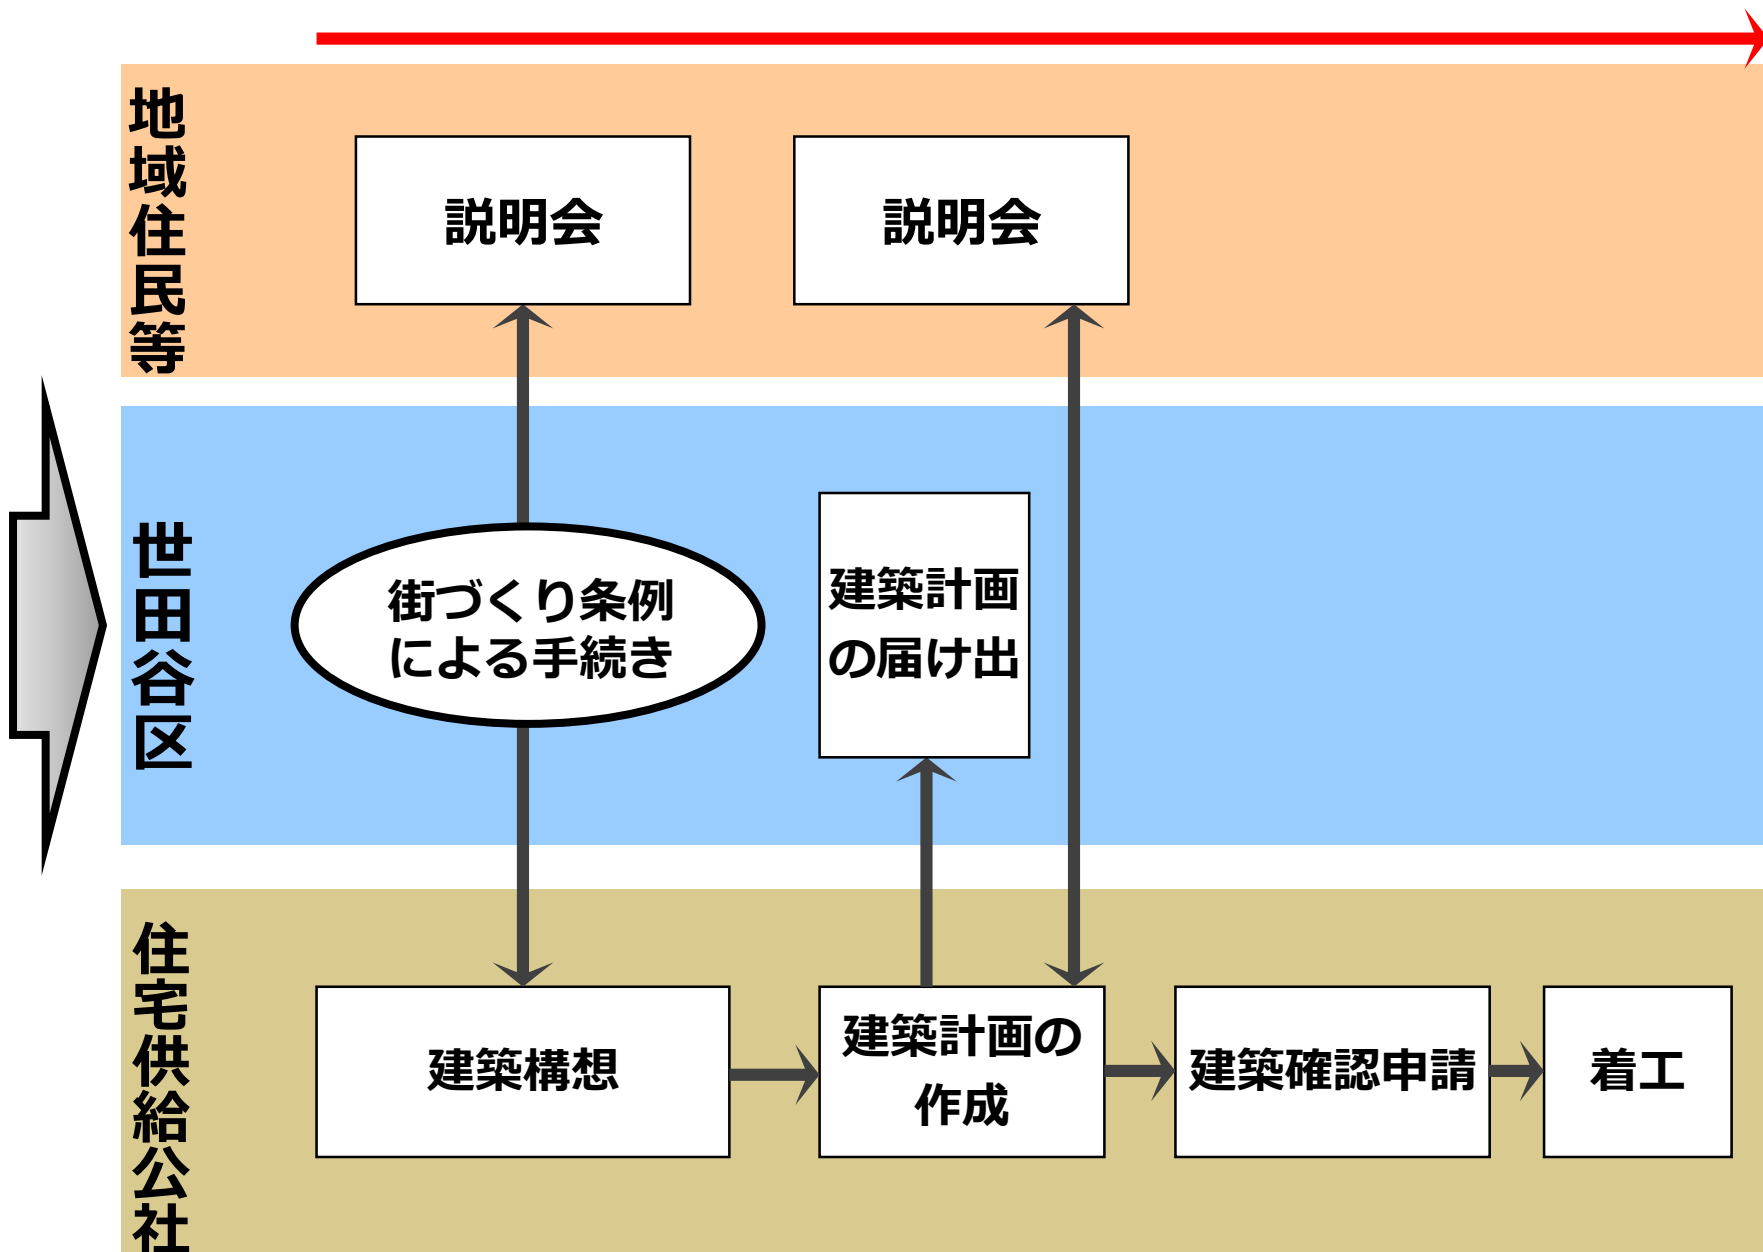 地域住民等
説明会
説明会
世田谷区
街づくり条例
による手続き
建築計画
の届け出
住宅供給公社
建築構想
建築計画の
作成
建築確認申請
着工